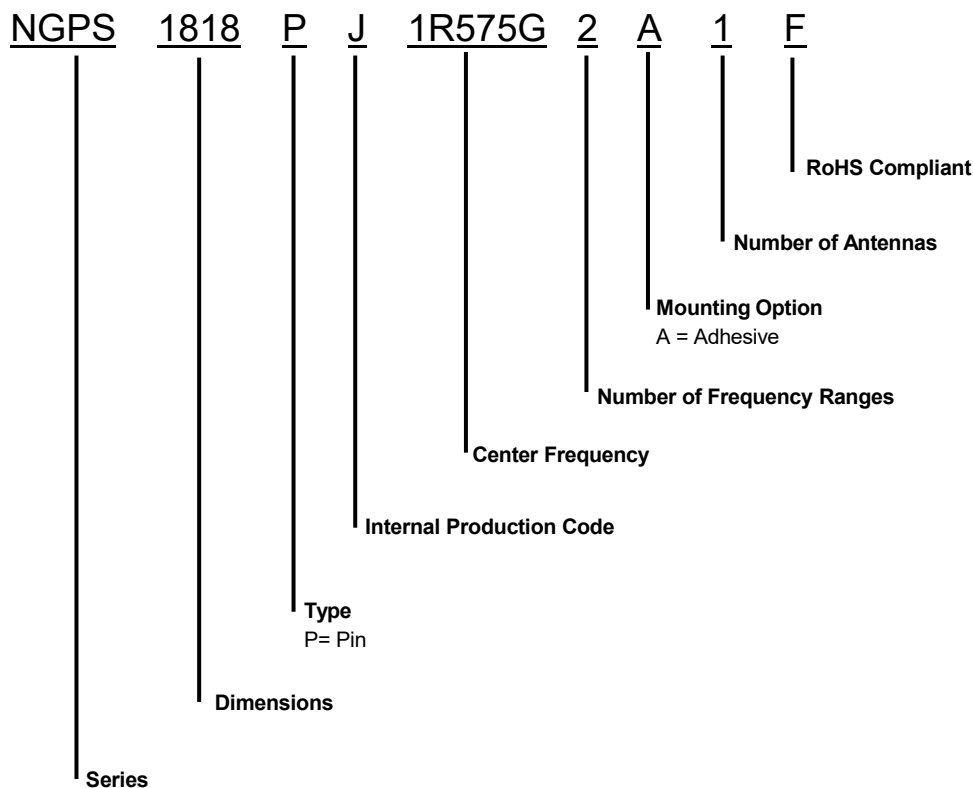 NGPS 1818 P J 1R575G 2 A 1 F
RoHS Compliant
Number of Antennas
Mounting Option
A = Adhesive
Number of Frequency Ranges
Center Frequency
Internal Production Code
Type
P= Pin
Dimensions
Series